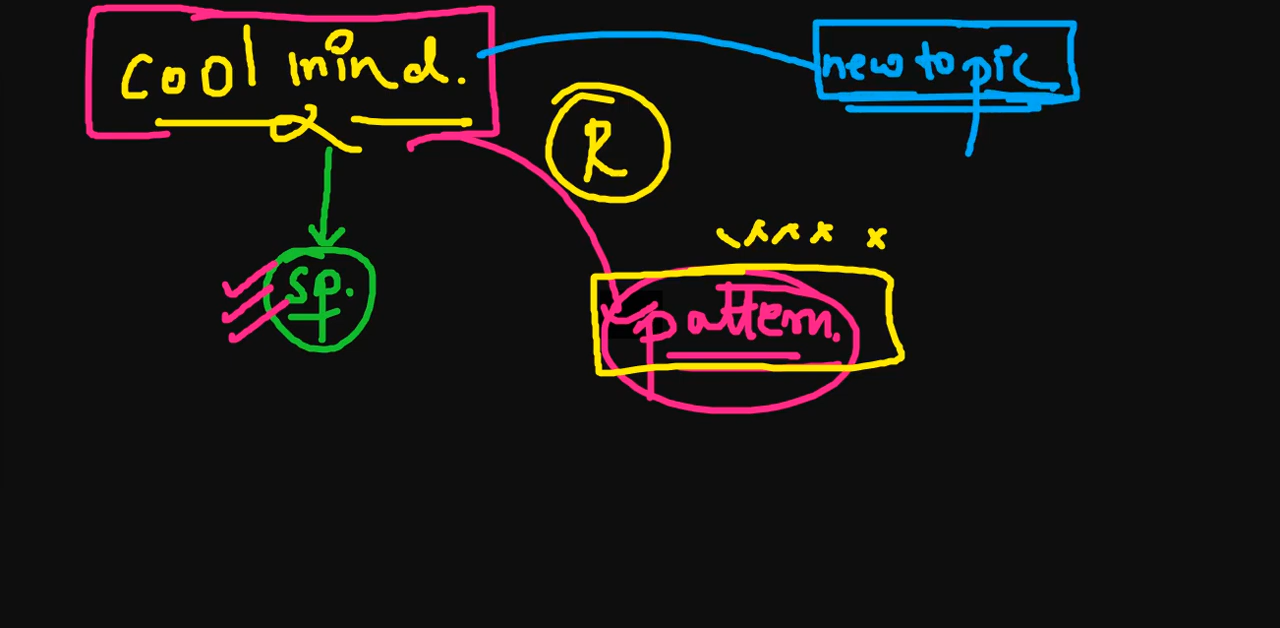 cool mind.
new topic
R
sp.
pattern.